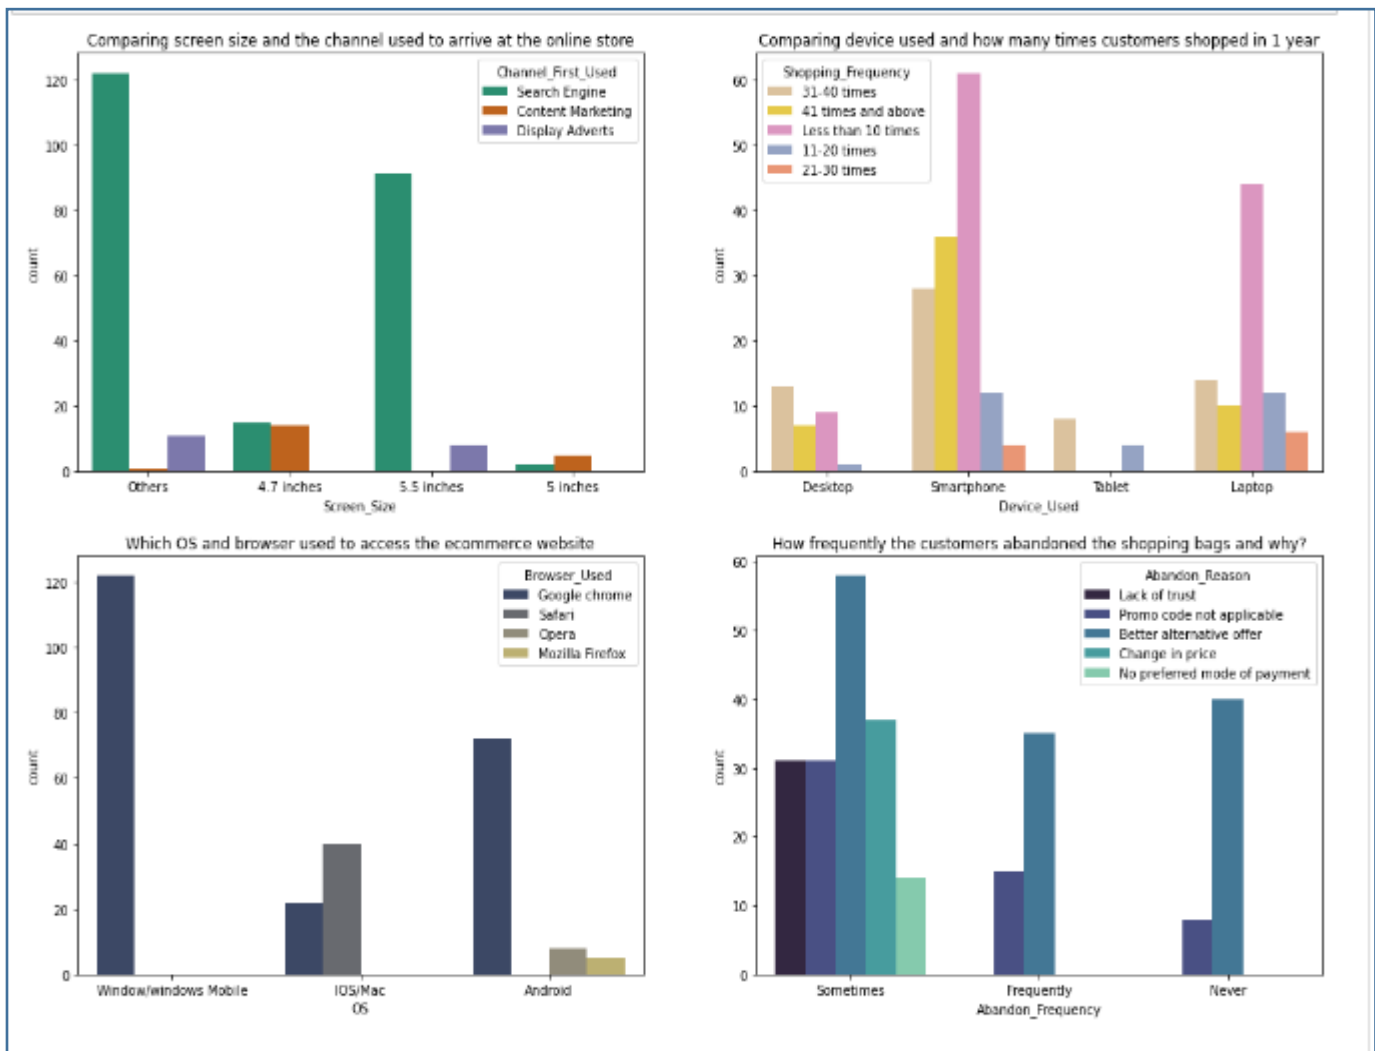 Comparing screen size and the channel used to arrive at the online store
120
100
80
60
40
20
0
count
Channel_First_Used
Search Engine
Content Marketing
Display Adverts
Others
4.7 inches
5.5 inches
5 inches
Screen_Size
Comparing device used and how many times customers shopped in 1 year
60
50
40
30
20
10
0
count
Shopping_Frequency
31-40 times
41 times and above
Less than 10 times
11-20 times
21-30 times
Desktop
Smartphone
Tablet
Laptop
Device_Used
Which OS and browser used to access the ecommerce website
120
100
80
60
40
20
0
count
Browser_Used
Google chrome
Safari
Opera
Mozilla Firefox
Window/windows Mobile
IOS/Mac
Android
OS
How frequently the customers abandoned the shopping bags and why?
60
50
40
30
20
10
0
count
Abandon_Reason
Lack of trust
Promo code not applicable
Better alternative offer
Change in price
No preferred mode of payment
Sometimes
Frequently
Never
Abandon_Frequency